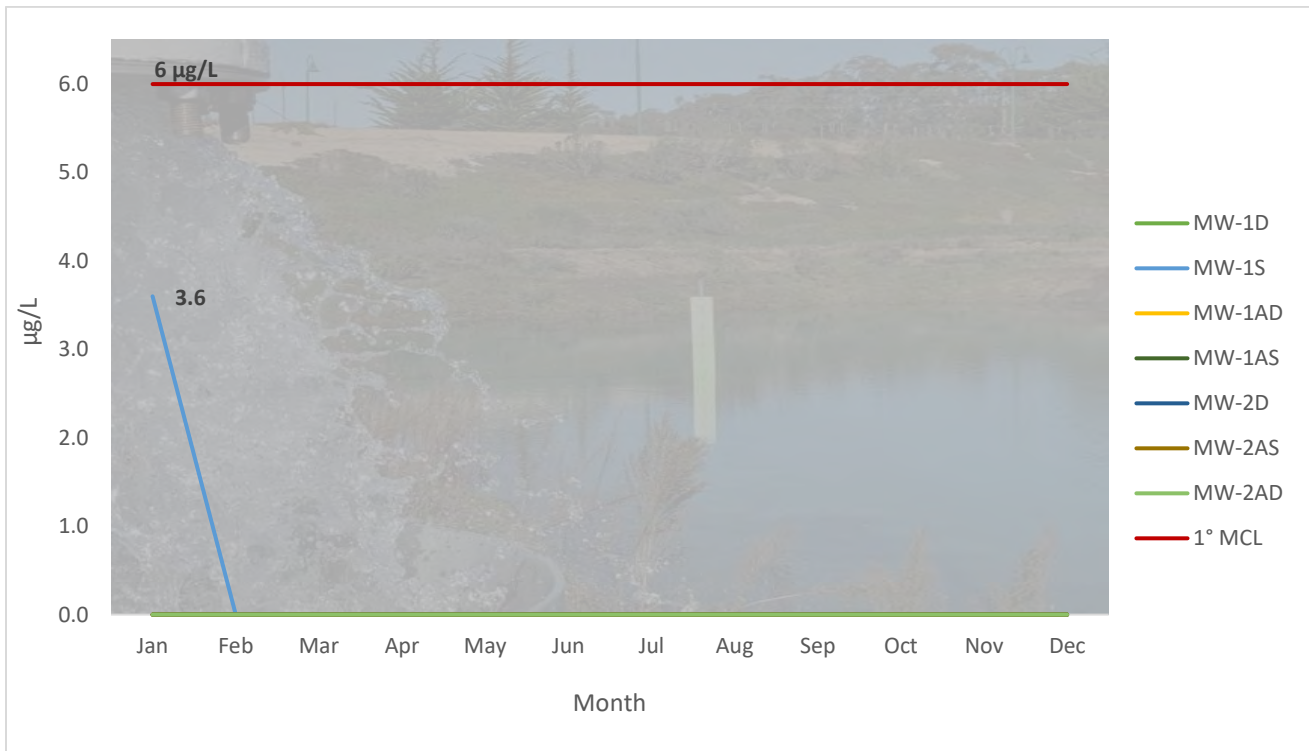 6 µg/L
6.0
5.0
4.0
3.0
2.0
1.0
0.0
µg/L
3.6
Jan Feb Mar Apr May Jun Jul Aug Sep Oct Nov Dec
Month
MW-1D
MW-1S
MW-1AD
MW-1AS
MW-2D
MW-2AS
MW-2AD
1° MCL